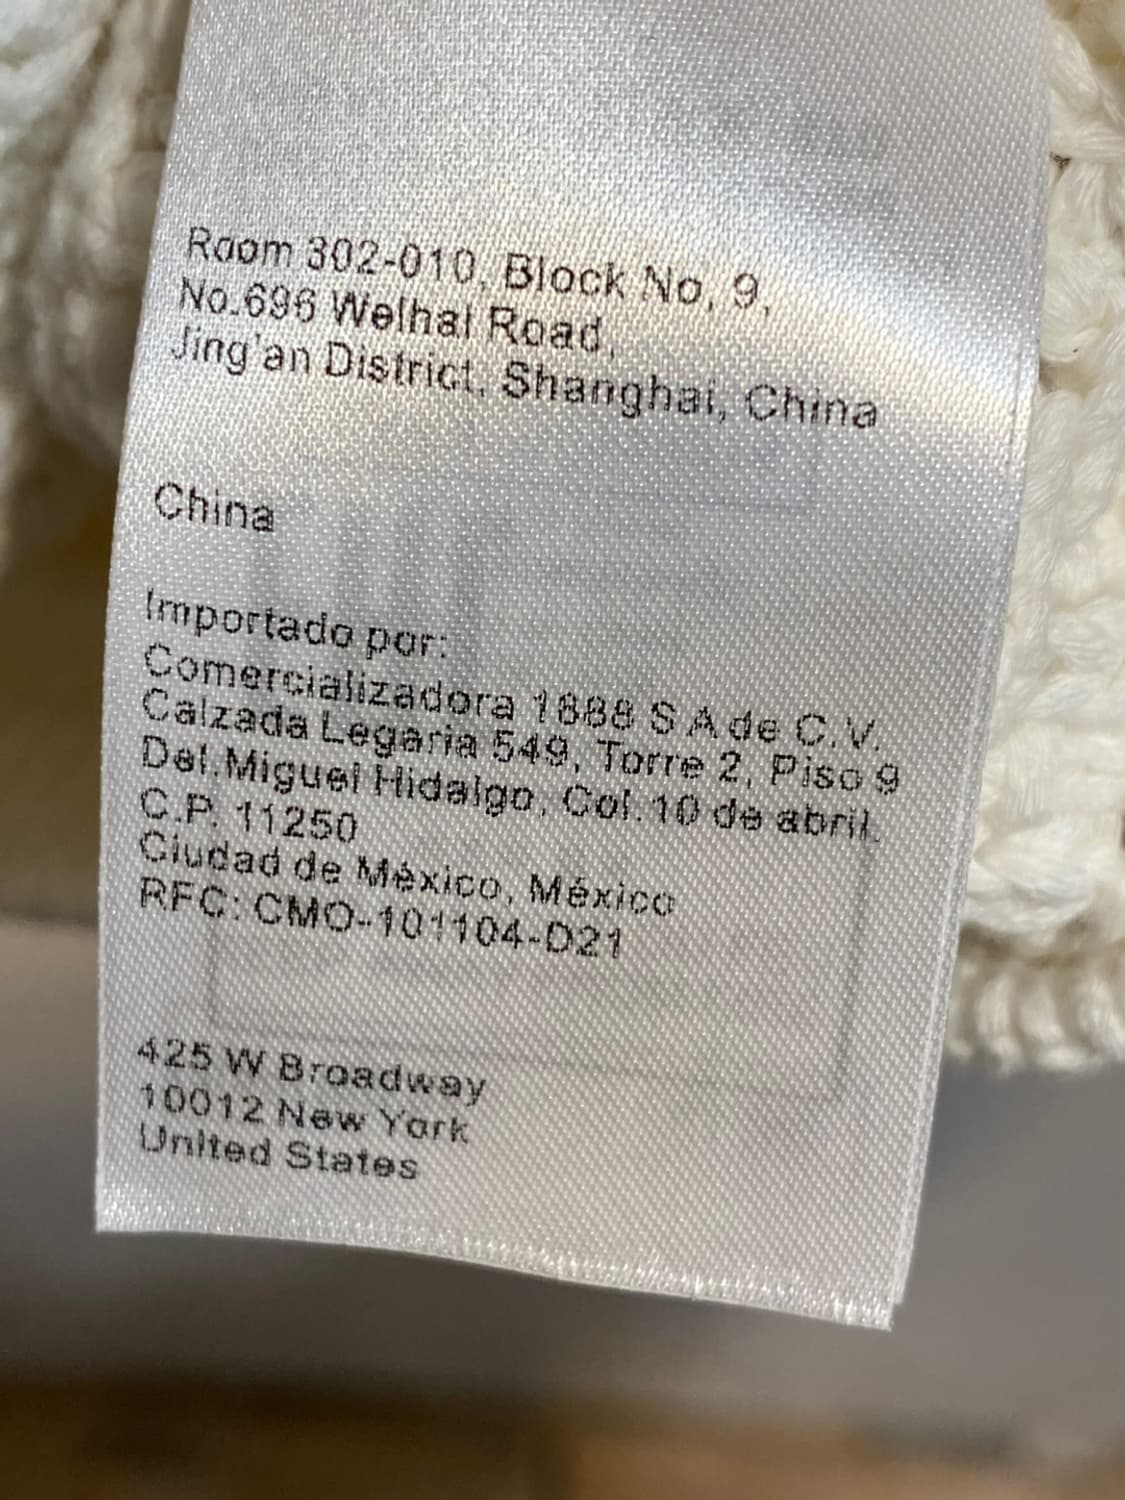 Room 302-010, Block No, 9,
No.696 Weihai Road,
Jing'an District, Shanghai, China
China
Importado por:
Comercializadora 1888 S A de C.V.
Calzada Legaria 549, Torre 2, Piso 9
Del.Miguel Hidalgo, Col.10 de abril.
C.P. 11250
Ciudad de México, México
RFC: CMO-101104-D21
425 W Broadway
10012 New York
United States